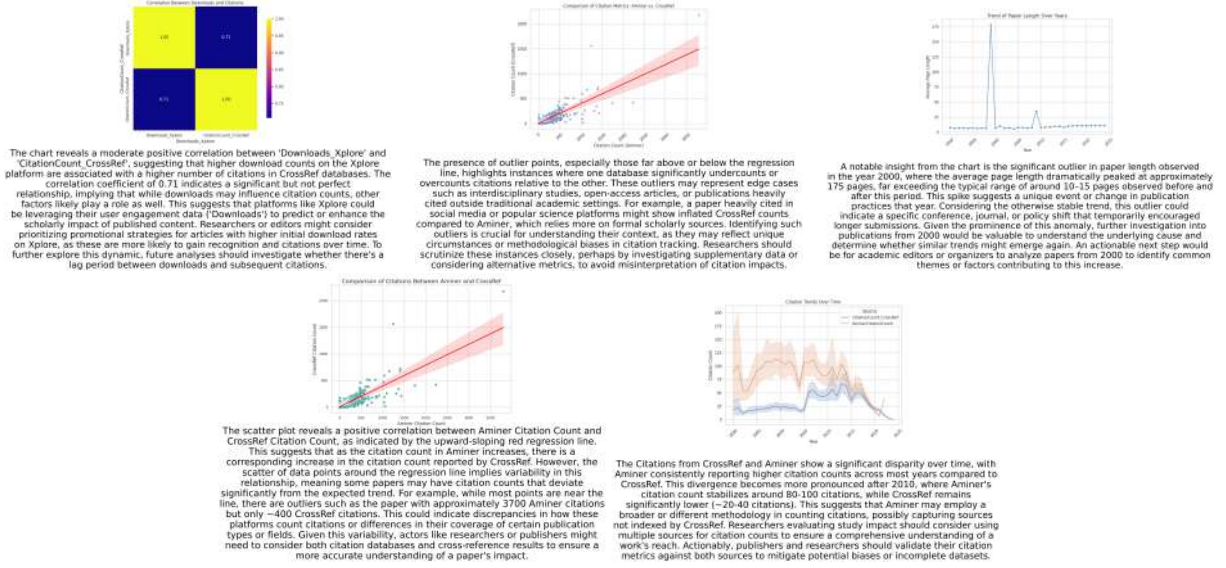 Correlation Between Downloads and Citations
Downloads_Xplore
CitationCount_CrossRef
1.00
0.71
0.71
1.00
Downloads_Xplore
CitationCount_CrossRef
The chart reveals a moderate positive correlation between 'Downloads_Xplore' and
'CitationCount_CrossRef', suggesting that higher download counts on the Xplore
platform are associated with a higher number of citations in CrossRef databases. The
correlation coefficient of 0.71 indicates a significant but not perfect
relationship, implying that while downloads may influence citation counts, other
factors likely play a role as well. This suggests that platforms like Xplore could
be leveraging their user engagement data ('Downloads') to predict or enhance the
scholarly impact of published content. Researchers or editors might consider
prioritizing promotional strategies for articles with higher initial download rates
on Xplore, as these are more likely to gain recognition and citations over time. To
further explore this dynamic, future analyses should investigate whether there's a
lag period between downloads and subsequent citations.
Comparison of Citation Metrics: Aminer vs. CrossRef
Citation Count (CrossRef)
Citation Count (Aminer)
The presence of outlier points, especially those far above or below the regression
line, highlights instances where one database significantly undercounts or
overcounts citations relative to the other. These outliers may represent edge cases
such as interdisciplinary studies, open-access articles, or publications heavily
cited outside traditional academic settings. For example, a paper heavily cited in
social media or popular science platforms might show inflated CrossRef counts
compared to Aminer, which relies more on formal scholarly sources. Identifying such
outliers is crucial for understanding their context, as they may reflect unique
circumstances or methodological biases in citation tracking. Researchers should
scrutinize these instances closely, perhaps by investigating supplementary data or
considering alternative metrics, to avoid misinterpretation of citation impacts.
Trend of Paper Length Over Years
Average Page Length
Year
A notable insight from the chart is the significant outlier in paper length observed
in the year 2000, where the average page length dramatically peaked at approximately
175 pages, far exceeding the typical range of around 10–15 pages observed before and
after this period. This spike suggests a unique event or change in publication
practices that year. Considering the otherwise stable trend, this outlier could
indicate a specific conference, journal, or policy shift that temporarily encouraged
longer submissions. Given the prominence of this anomaly, further investigation into
publications from 2000 would be valuable to understand the underlying cause and
determine whether similar trends might emerge again. An actionable next step would
be for academic editors or organizers to analyze papers from 2000 to identify common
themes or factors contributing to this increase.
Comparison of Citations Between Aminer and CrossRef
CrossRef Citation Count
Aminer Citation Count
The scatter plot reveals a positive correlation between Aminer Citation Count and
CrossRef Citation Count, as indicated by the upward-sloping red regression line.
This suggests that as the citation count in Aminer increases, there is a
corresponding increase in the citation count reported by CrossRef. However, the
scatter of data points around the regression line implies variability in this
relationship, meaning some papers may have citation counts that deviate
significantly from the expected trend. For example, while most points are near the
line, there are outliers such as the paper with approximately 3700 Aminer citations
but only ~400 CrossRef citations. This could indicate discrepancies in how these
platforms count citations or differences in their coverage of certain publication
types or fields. Given this variability, actors like researchers or publishers might
need to consider both citation databases and cross-reference results to ensure a
more accurate understanding of a paper's impact.
Citation Trends Over Time
Citation Count
Year
The Citations from CrossRef and Aminer show a significant disparity over time, with
Aminer consistently reporting higher citation counts across most years compared to
CrossRef. This divergence becomes more pronounced after 2010, where Aminer's
citation count stabilizes around 80-100 citations, while CrossRef remains
significantly lower (~20-40 citations). This suggests that Aminer may employ a
broader or different methodology in counting citations, possibly capturing sources
not indexed by CrossRef. Researchers evaluating study impact should consider using
multiple sources for citation counts to ensure a comprehensive understanding of a
work's reach. Actionably, publishers and researchers should validate their citation
metrics against both sources to mitigate potential biases or incomplete datasets.